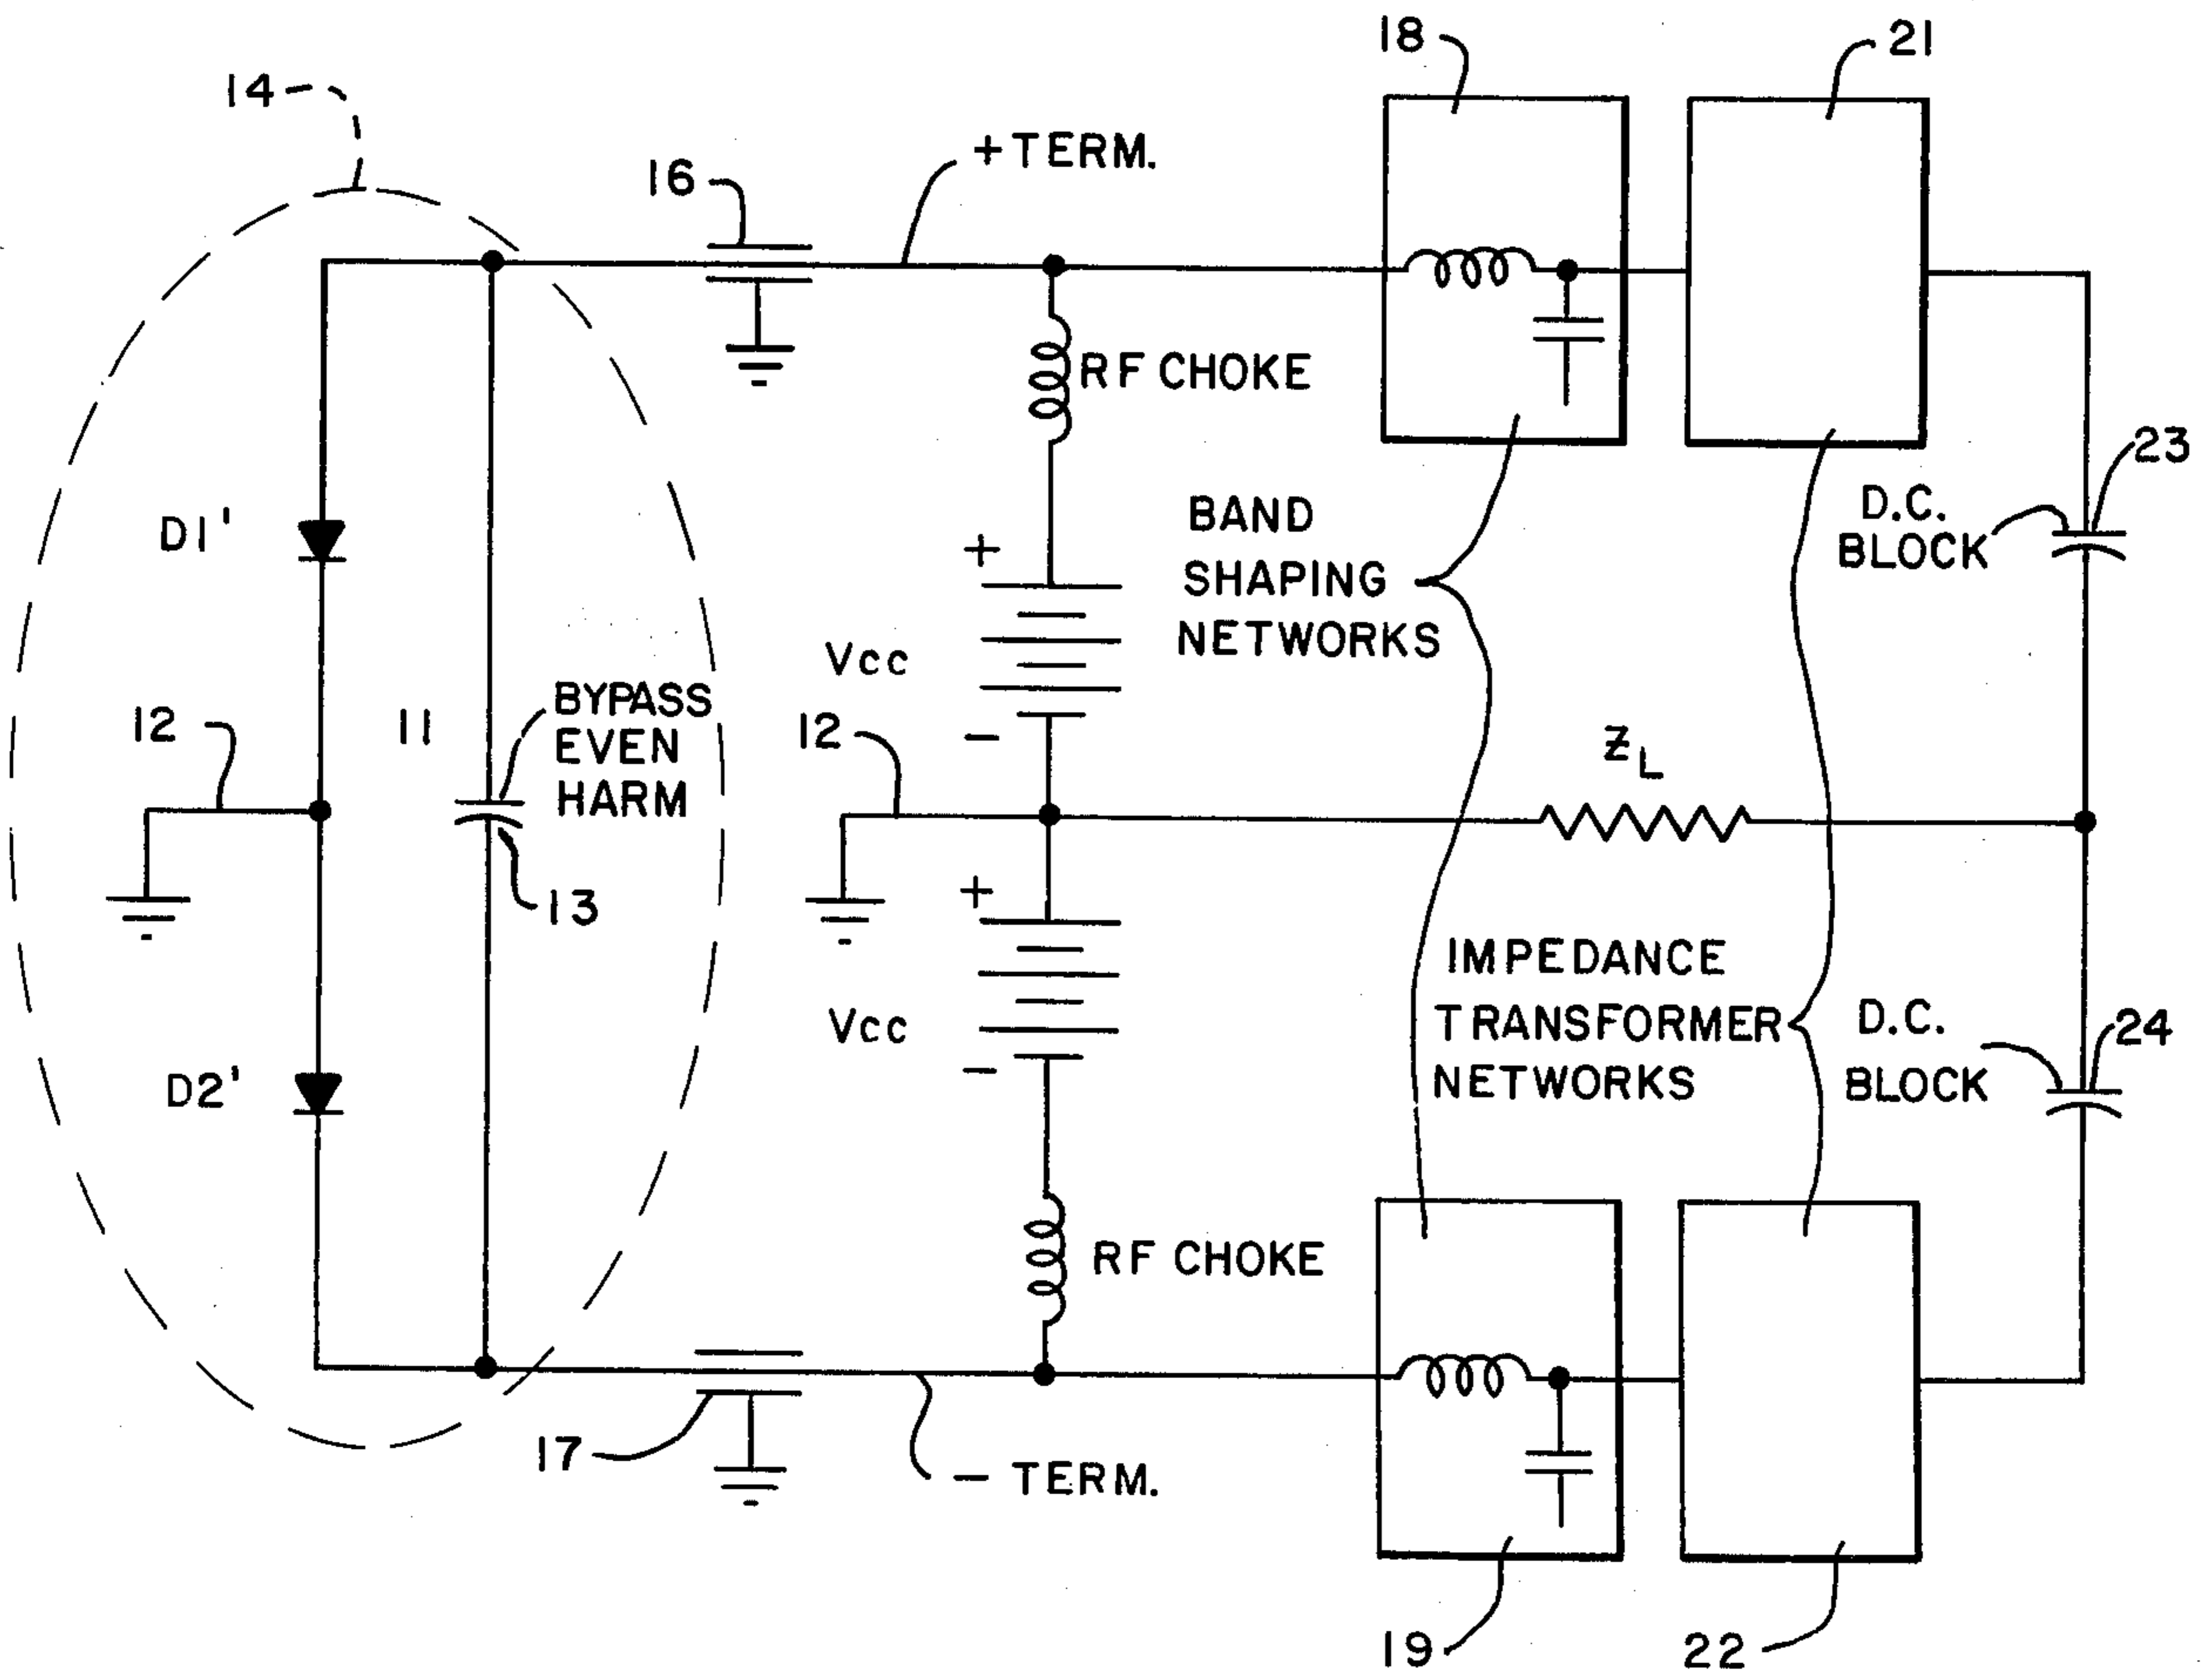 18
21
14
+ TERM.
16
RF CHOKE
23
D.C.
BLOCK
BAND
SHAPING
NETWORKS
D1'
+
Vcc
-
12
11
BYPASS
EVEN
HARM
12
ZL
13
+
IMPEDANCE
TRANSFORMER
NETWORKS
Vcc
-
D.C.
BLOCK
24
D2'
RF CHOKE
17
- TERM.
19
22